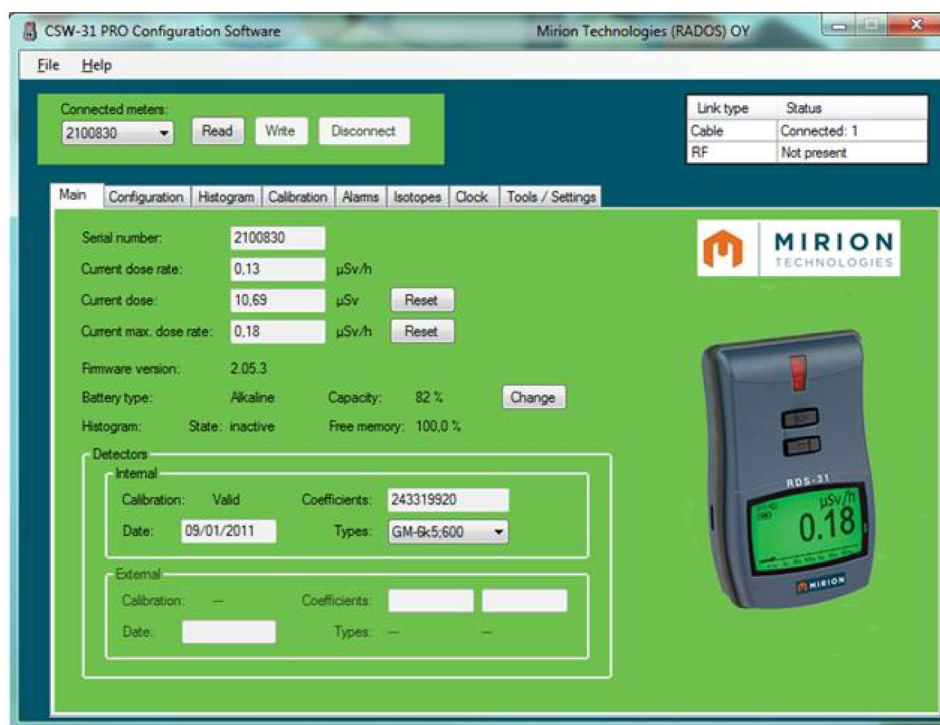 CSW-31 PRO Configuration Software Mirion Technologies (RADOS) OY
File Help
Connected meters:
2100830 Read Write Disconnect
Link type Status
Cable Connected: 1
RF Not present
Main Configuration Histogram Calibration Alarms Isotopes Clock Tools / Settings
Serial number: 2100830
Current dose rate: 0,13 µSv/h
Current dose: 10,69 µSv Reset
Current max. dose rate: 0,18 µSv/h Reset
Firmware version: 2.05.3
Battery type: Alkaline Capacity: 82 % Change
Histogram: State: inactive Free memory: 100,0 %
Detectors
Internal
Calibration: Valid Coefficients: 243319920
Date: 09/01/2011 Types: GM-6k5;600
External
Calibration: --- Coefficients:
Date: Types: --- ---
MIRION
TECHNOLOGIES
RDS-31
µSv/h
0.18
MIRION